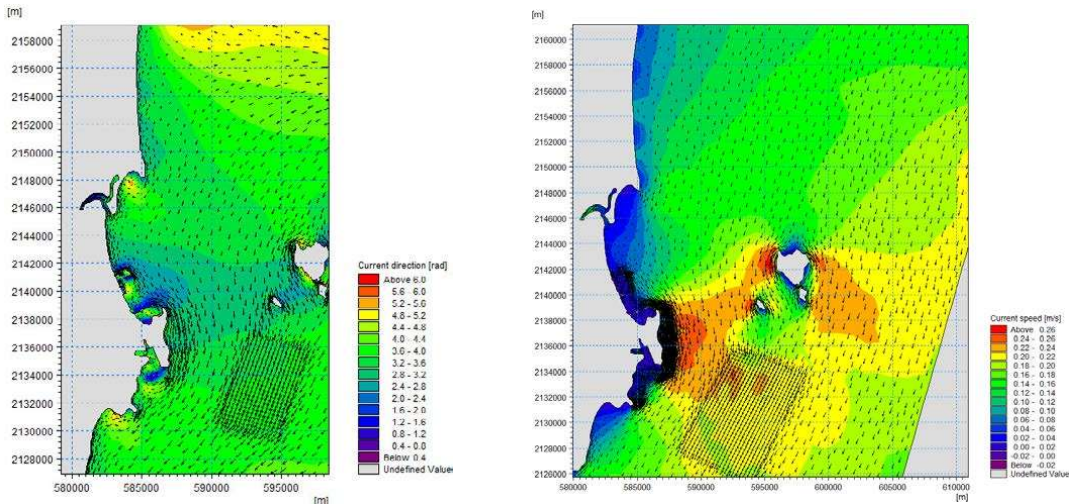 [m]
2158000
2156000
2154000
2152000
2150000
2148000
2146000
2144000
2142000
2140000
2138000
2136000
2134000
2132000
2130000
2128000
580000
585000
590000
595000
[m]
Current direction [rad]
Above 6.0
5.6 - 6.0
5.2 - 5.6
4.8 - 5.2
4.4 - 4.8
4.0 - 4.4
3.6 - 4.0
3.2 - 3.6
2.8 - 3.2
2.4 - 2.8
2.0 - 2.4
1.6 - 2.0
1.2 - 1.6
0.8 - 1.2
0.4 - 0.8
Below 0.4
Undefined Value
[m]
2160000
2158000
2156000
2154000
2152000
2150000
2148000
2146000
2144000
2142000
2140000
2138000
2136000
2134000
2132000
2130000
2128000
2126000
580000
585000
590000
595000
600000
605000
610000
[m]
Current speed [m/s]
Above 0.26
0.24 - 0.26
0.22 - 0.24
0.20 - 0.22
0.18 - 0.20
0.16 - 0.18
0.14 - 0.16
0.12 - 0.14
0.10 - 0.12
0.08 - 0.10
0.06 - 0.08
0.04 - 0.06
0.02 - 0.04
0.00 - 0.02
-0.02 - 0.00
Below -0.02
Undefined Value